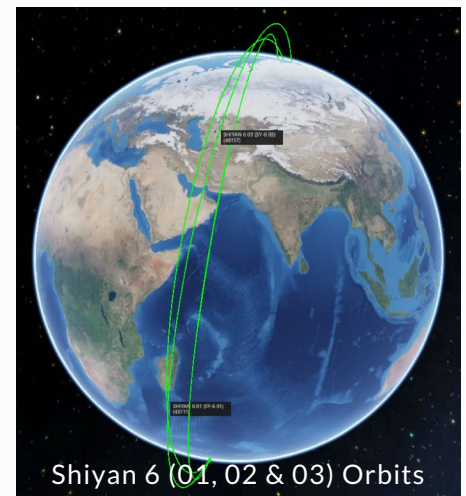 SHIYAN 6 03 (SY-6 03)
(48157)
SHIYAN 6 01 (SY-6 01)
(43711)
Shiyan 6 (01, 02 & 03) Orbits